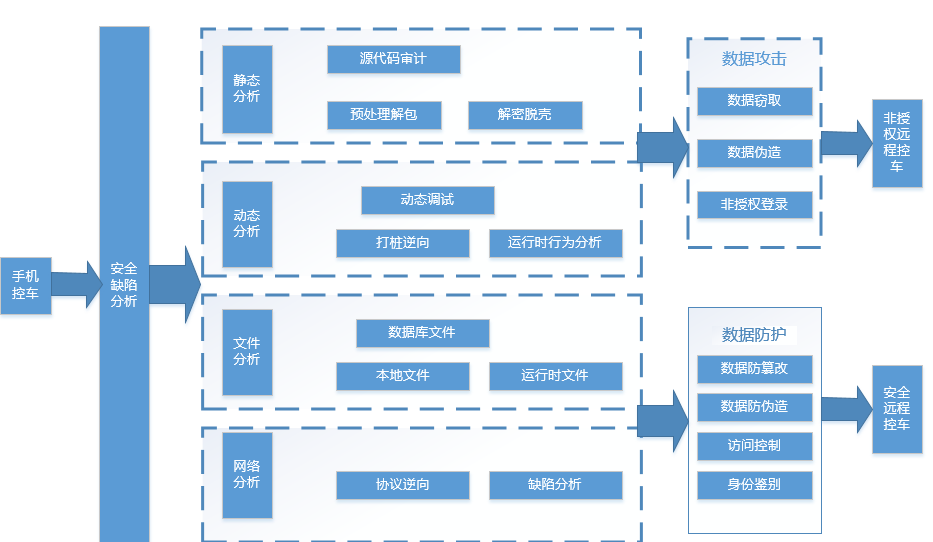 手机
控车
安全
缺陷
分析
静态
分析
源代码审计
预处理解包
解密脱壳
动态
分析
动态调试
打桩逆向
运行时行为分析
文件
分析
数据库文件
本地文件
运行时文件
网络
分析
协议逆向
缺陷分析
数据攻击
数据窃取
数据伪造
非授权登录
非授
权远
程控
车
数据防护
数据防篡改
数据防伪造
访问控制
身份鉴别
安全
远程
控车